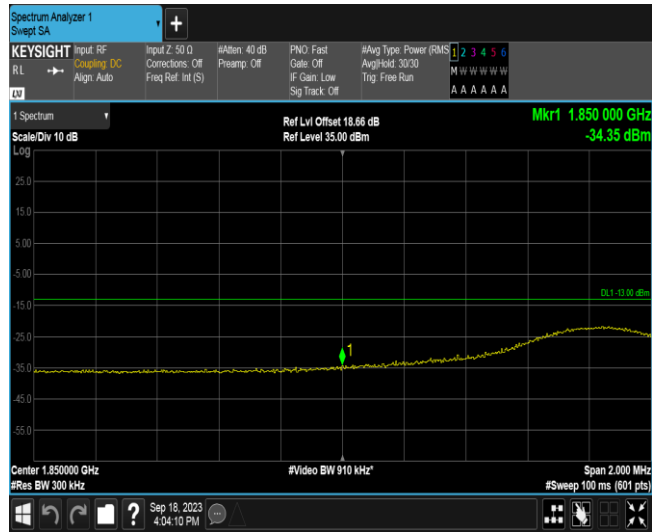 Spectrum Analyzer 1
Swept SA
KEYSIGHT
RL
LXI
Input: RF
Coupling: DC
Align: Auto
Input Z: 50 Ω
Corrections: Off
Freq Ref: Int (S)
#Atten: 40 dB
Preamp: Off
PNO: Fast
Gate: Off
IF Gain: Low
Sig Track: Off
#Avg Type: Power (RMS
Avg|Hold: 30/30
Trig: Free Run
1 2 3 4 5 6
M W W W W W
A A A A A A
1 Spectrum
Scale/Div 10 dB
Log
Ref Lvl Offset 18.66 dB
Ref Level 35.00 dBm
Mkr1 1.850 000 GHz
-34.35 dBm
25.0
15.0
5.00
-5.00
DL1 -13.00 dBm
-15.0
-25.0
1
-35.0
-45.0
-55.0
Center 1.850000 GHz
#Video BW 910 kHz*
Span 2.000 MHz
#Res BW 300 kHz
#Sweep 100 ms (601 pts)
?
Sep 18, 2023
4:04:10 PM